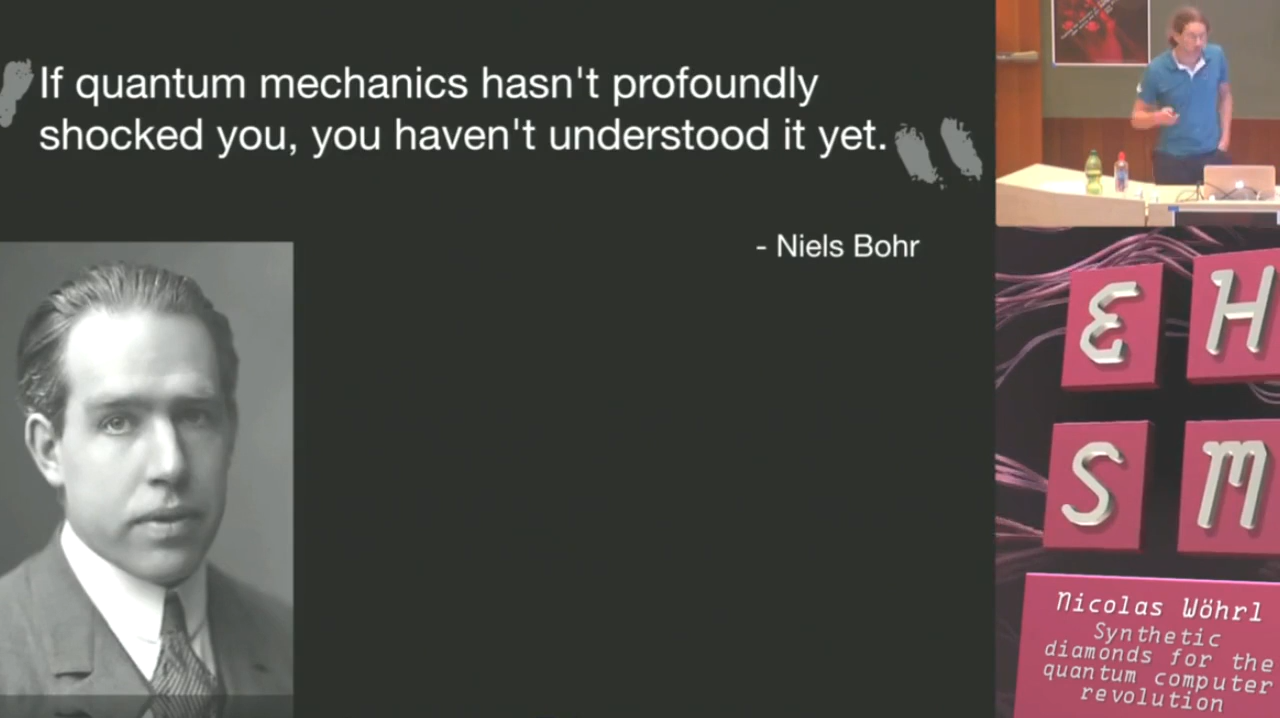 If quantum mechanics hasn't profoundly
shocked you, you haven't understood it yet.
- Niels Bohr
E H
S M
Nicolas Wöhrl
Synthetic
diamonds for the
quantum computer
revolution